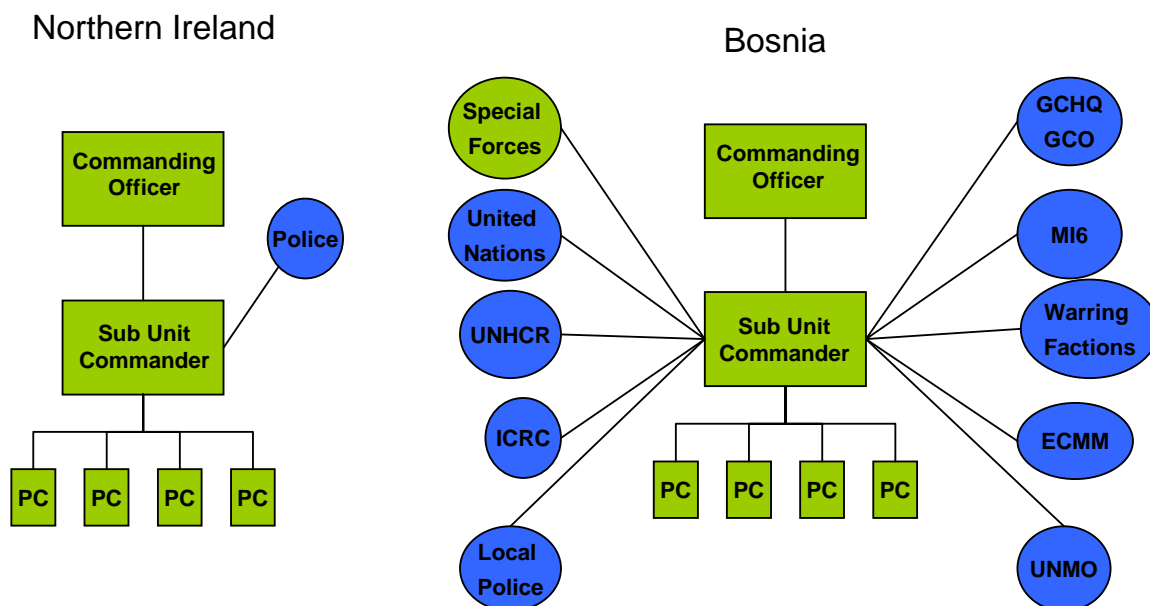 Northern Ireland
Commanding
Officer
Police
Sub Unit
Commander
PC
PC
PC
PC
Bosnia
Special
Forces
United
Nations
UNHCR
ICRC
Local
Police
Commanding
Officer
Sub Unit
Commander
PC
PC
PC
PC
GCHQ
GCO
MI6
Warring
Factions
ECMM
UNMO